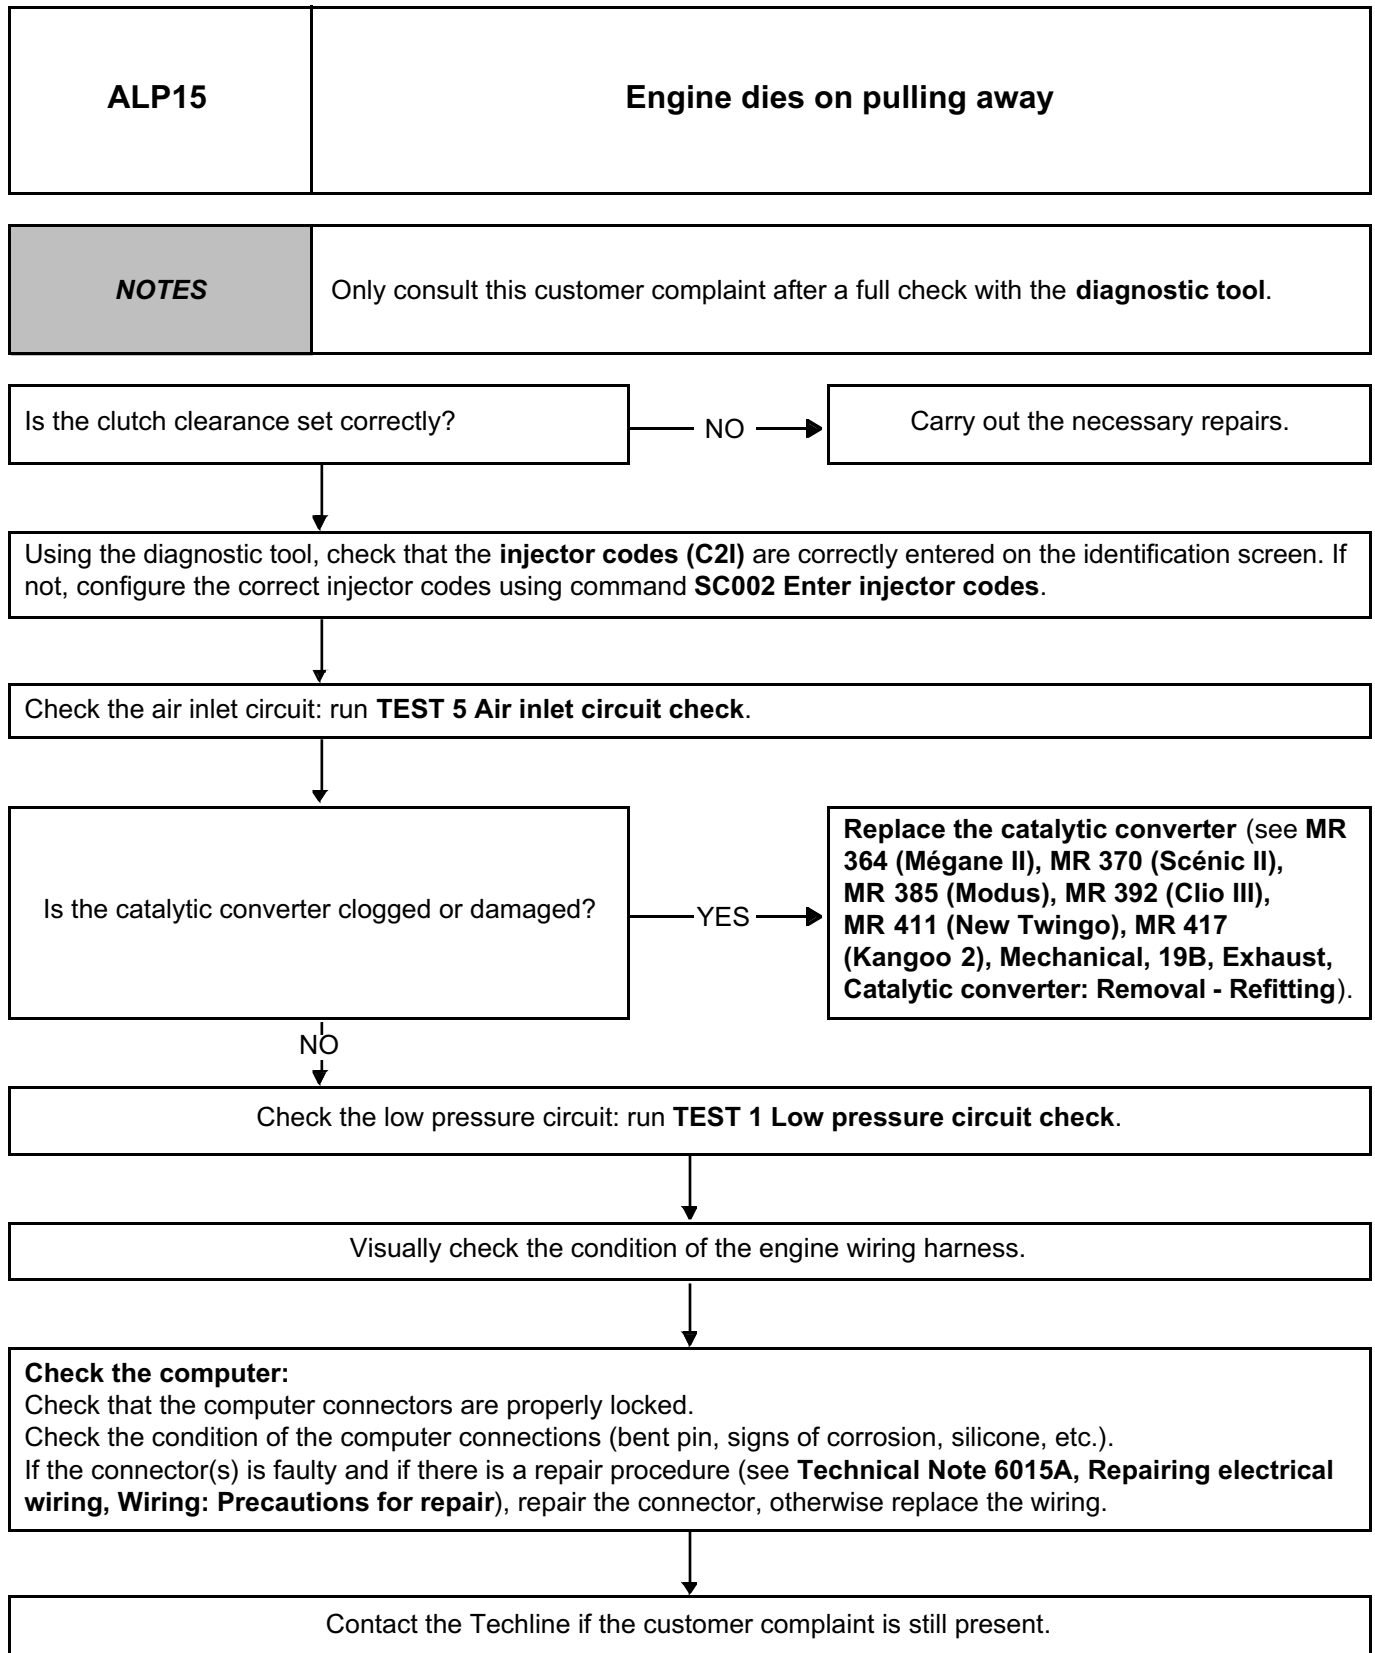 ALP15
Engine dies on pulling away
NOTES
Only consult this customer complaint after a full check with the diagnostic tool.
Is the clutch clearance set correctly?
NO
Carry out the necessary repairs.
Using the diagnostic tool, check that the injector codes (C2I) are correctly entered on the identification screen. If
not, configure the correct injector codes using command SC002 Enter injector codes.
Check the air inlet circuit: run TEST 5 Air inlet circuit check.
Is the catalytic converter clogged or damaged?
YES
Replace the catalytic converter (see MR
364 (Mégane II), MR 370 (Scénic II),
MR 385 (Modus), MR 392 (Clio III),
MR 411 (New Twingo), MR 417
(Kangoo 2), Mechanical, 19B, Exhaust,
Catalytic converter: Removal - Refitting).
NO
Check the low pressure circuit: run TEST 1 Low pressure circuit check.
Visually check the condition of the engine wiring harness.
Check the computer:
Check that the computer connectors are properly locked.
Check the condition of the computer connections (bent pin, signs of corrosion, silicone, etc.).
If the connector(s) is faulty and if there is a repair procedure (see Technical Note 6015A, Repairing electrical
wiring, Wiring: Precautions for repair), repair the connector, otherwise replace the wiring.
Contact the Techline if the customer complaint is still present.